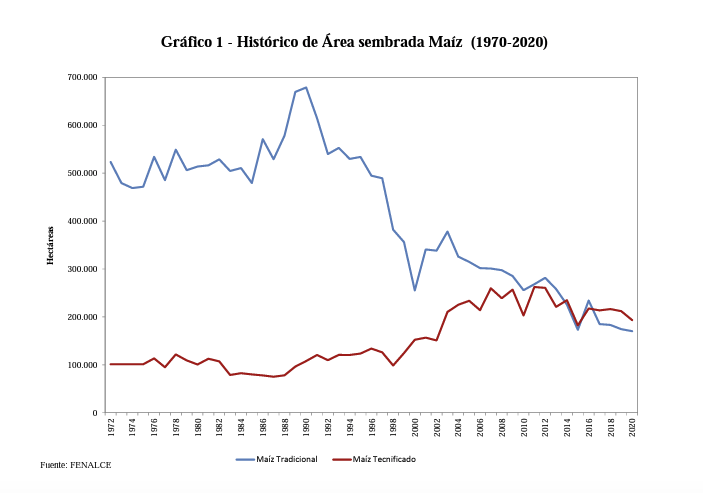 Gráfico 1 - Histórico de Área sembrada Maíz (1970-2020)
700.000
600.000
500.000
400.000
300.000
200.000
100.000
0
Hectáreas
1972 1974 1976 1978 1980 1982 1984 1986 1988 1990 1992 1994 1996 1998 2000 2002 2004 2006 2008 2010 2012 2014 2016 2018 2020
Maíz Tradicional Maíz Tecnificado
Fuente: FENALCE